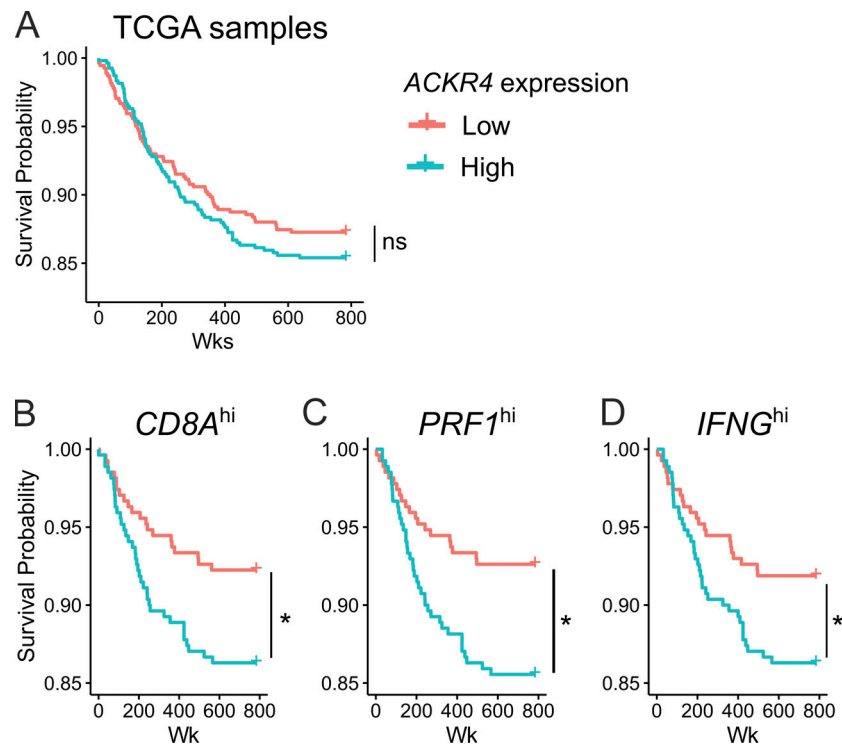 A TCGA samples
ACKR4 expression
Low
High
Survival Probability
1.00
0.95
0.90
0.85
ns
0 200 400 600 800
Wks
B CD8Ahi
Survival Probability
1.00
0.95
0.90
0.85
*
0 200 400 600 800
Wk
C PRF1hi
1.00
0.95
0.90
0.85
*
0 200 400 600 800
Wk
D IFNGhi
1.00
0.95
0.90
0.85
*
0 200 400 600 800
Wk